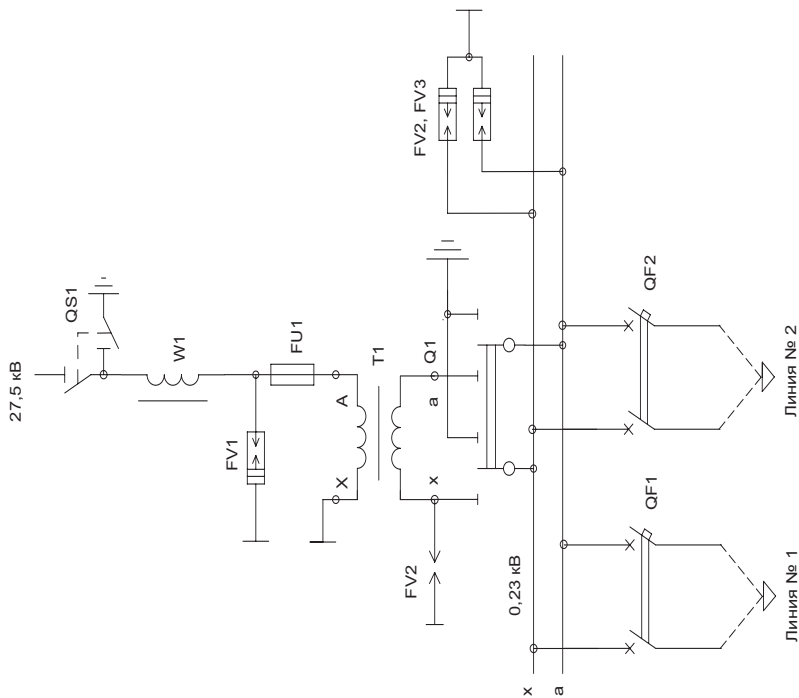 27,5 кВ
QS1
W1
FV1
FU1
X
A
T1
x
a
Q1
FV2
FV2, FV3
0,23 кВ
x
a
QF1
QF2
Линия № 1
Линия № 2